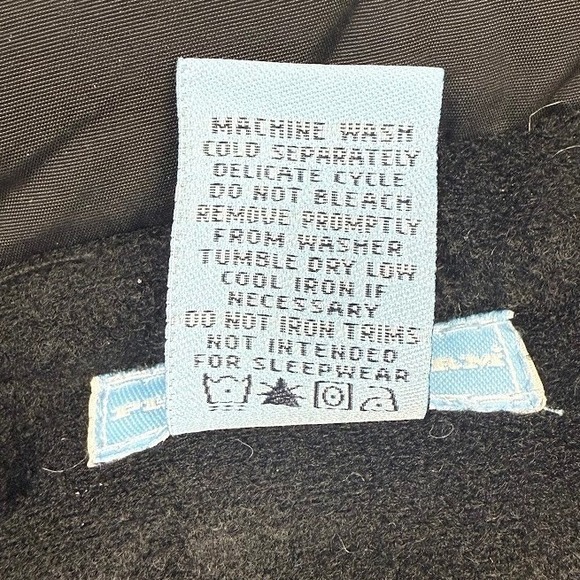 MACHINE WASH
COLD SEPARATELY
DELICATE CYCLE
DO NOT BLEACH
REMOVE PROMPTLY
FROM WASHER
TUMBLE DRY LOW
COOL IRON IF
NECESSARY
DO NOT IRON TRIMS
NOT INTENDED
FOR SLEEPWEAR